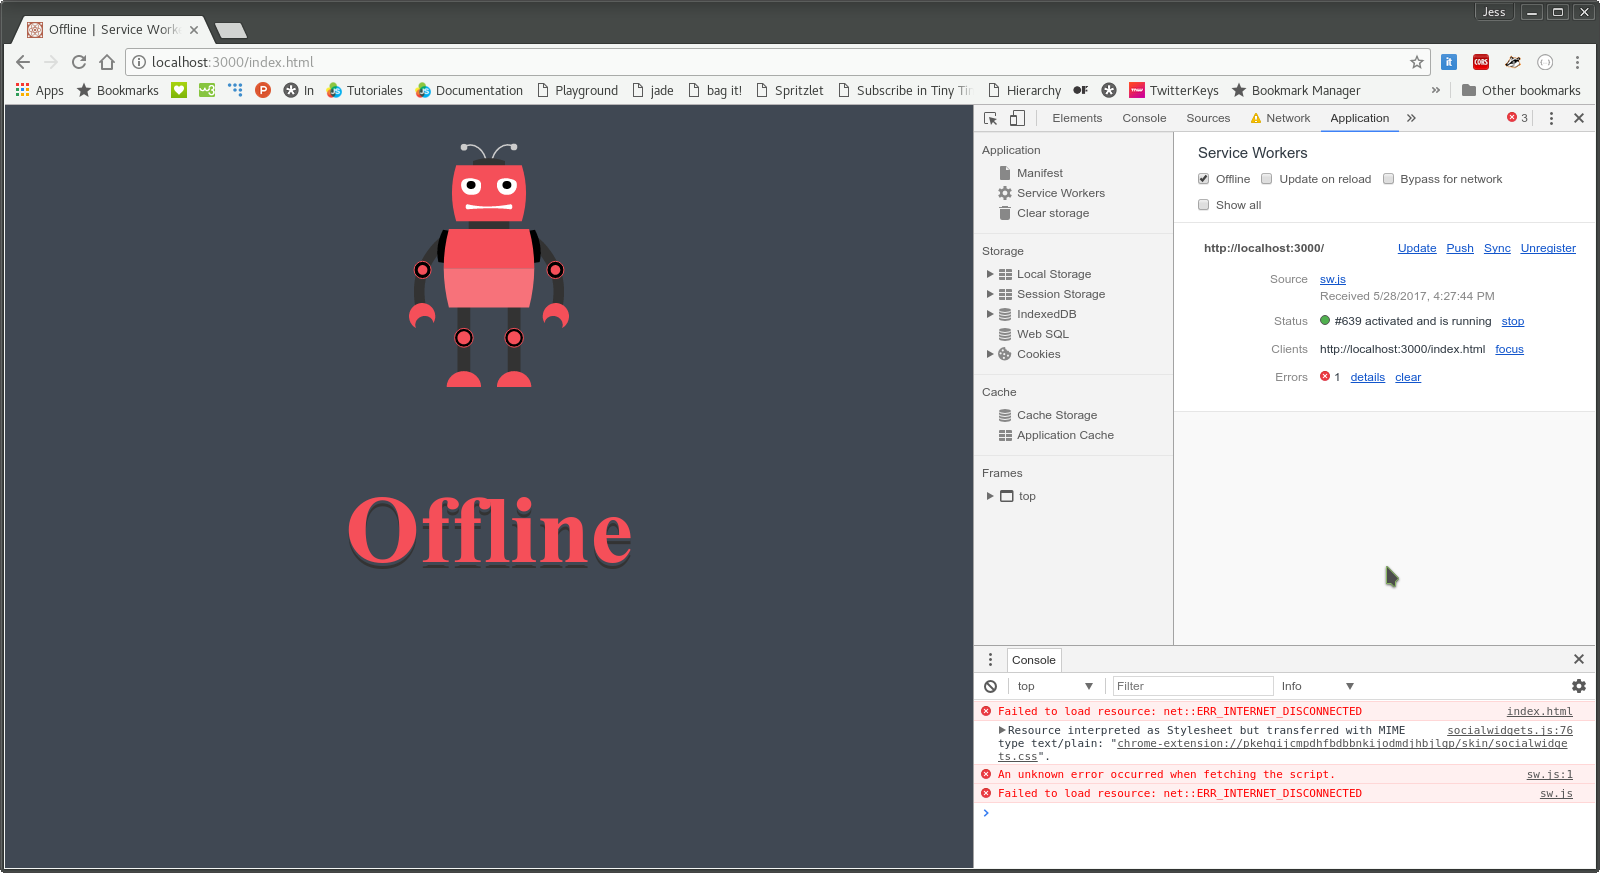 Jess
Offline | Service Work
localhost:3000/index.html
it
CORS
Apps
Bookmarks
In
Tutoriales
Documentation
Playground
jade
bag it!
Spritzlet
Subscribe in Tiny Tin
Hierarchy
TwitterKeys
Bookmark Manager
»
Other bookmarks
Elements
Console
Sources
Network
Application
»
3
Application
Manifest
Service Workers
Clear storage
Storage
Local Storage
Session Storage
IndexedDB
Web SQL
Cookies
Cache
Cache Storage
Application Cache
Frames
top
Service Workers
Offline
Update on reload
Bypass for network
Show all
http://localhost:3000/
Update Push Sync Unregister
Source sw.js
Received 5/28/2017, 4:27:44 PM
Status #639 activated and is running stop
Clients http://localhost:3000/index.html focus
Errors 1 details clear
Offline
Console
top
Filter
Info
Failed to load resource: net::ERR_INTERNET_DISCONNECTED index.html
Resource interpreted as Stylesheet but transferred with MIME socialwidgets.js:76
type text/plain: "chrome-extension://pkehgijcmpdhfbdbbnkijodmdjhbjlgp/skin/socialwidge
ts.css".
An unknown error occurred when fetching the script. sw.js:1
Failed to load resource: net::ERR_INTERNET_DISCONNECTED sw.js